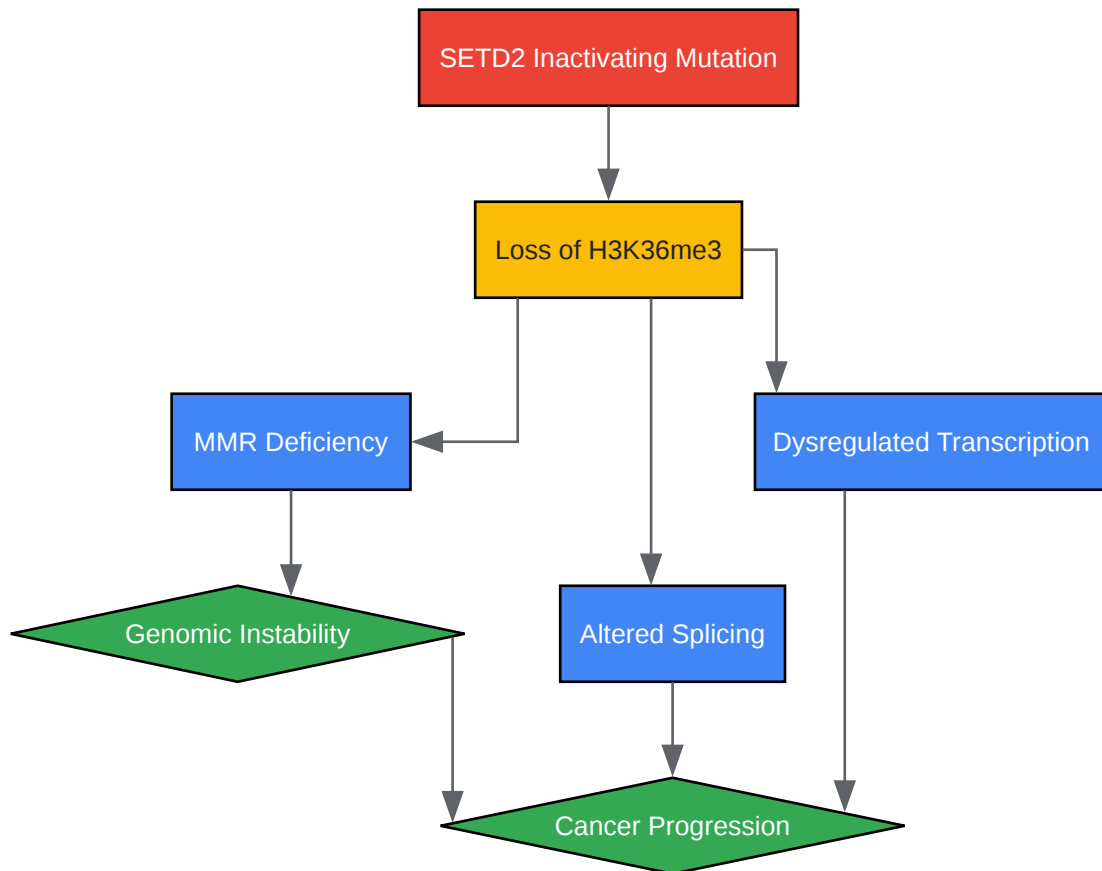 SETD2 Inactivating Mutation
Loss of H3K36me3
MMR Deficiency
Dysregulated Transcription
Genomic Instability
Altered Splicing
Cancer Progression